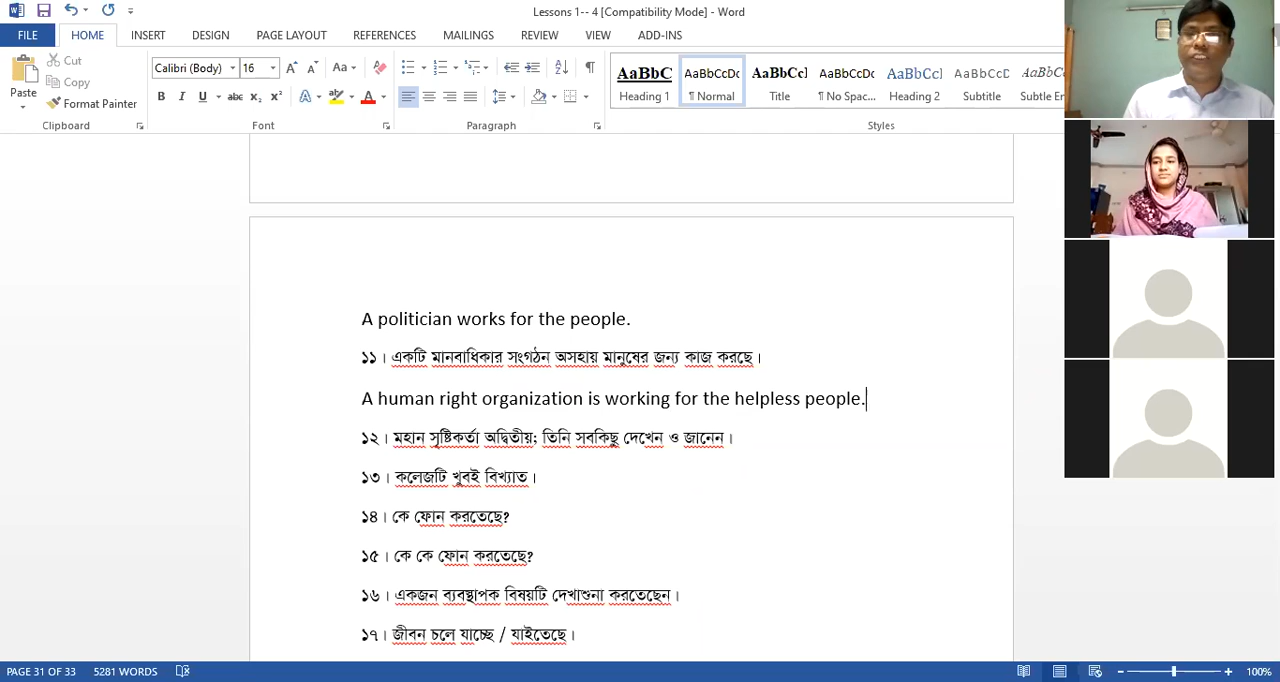 Lessons 1-- 4 [Compatibility Mode] - Word
FILE HOME INSERT DESIGN PAGE LAYOUT REFERENCES MAILINGS REVIEW VIEW ADD-INS
Cut
Copy
Paste
Format Painter
Clipboard
Calibri (Body) 16
Font
Paragraph
AaBbC AaBbCcDc AaBbCc] AaBbCcDc AaBbCc] AaBbCcD AaBbCc
Heading 1 ¶ Normal Title ¶ No Spac... Heading 2 Subtitle Subtle Em
Styles
A politician works for the people.
১১। একটি মানবাধিকার সংগঠন অসহায় মানুষের জন্য কাজ করছে।
A human right organization is working for the helpless people.
১২। মহান সৃষ্টিকর্তা অদ্বিতীয়; তিনি সবকিছু দেখেন ও জানেন।
১৩। কলেজটি খুবই বিখ্যাত।
১৪। কে ফোন করতেছে?
১৫। কে কে ফোন করতেছে?
১৬। একজন ব্যবস্থাপক বিষয়টি দেখাশুনা করতেছেন।
১৭। জীবন চলে যাচ্ছে / যাইতেছে।
PAGE 31 OF 33 5281 WORDS 100%